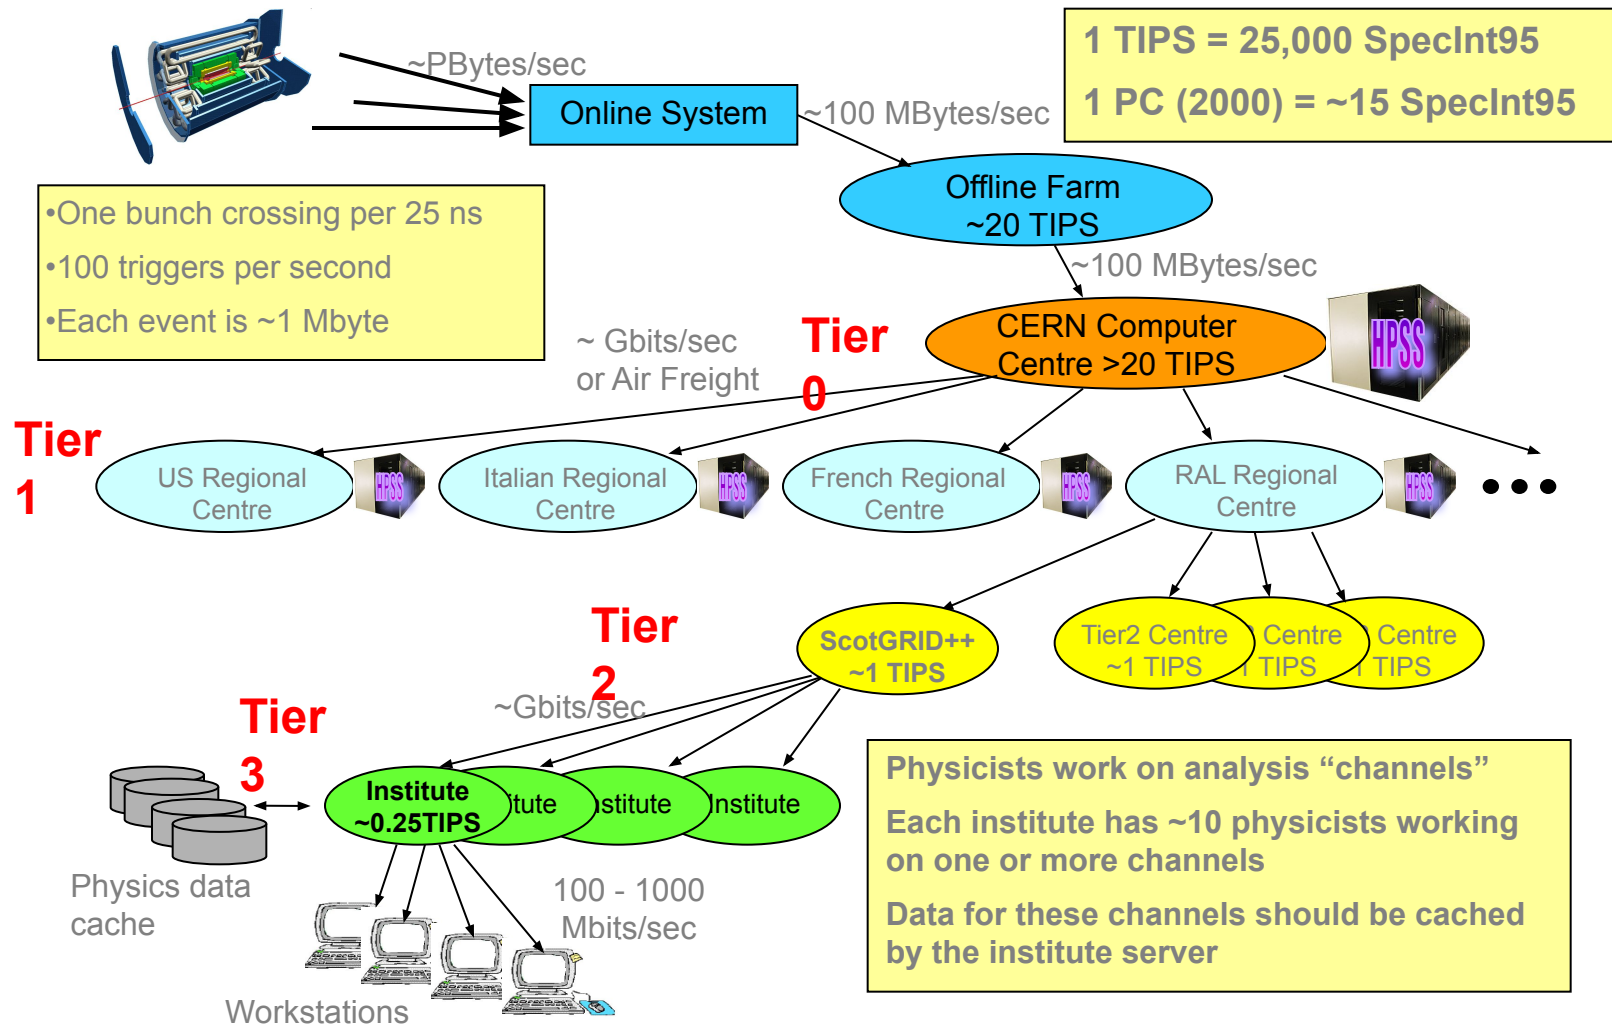 ~PBytes/sec
Online System
~100 MBytes/sec
1 TIPS = 25,000 SpecInt95
1 PC (2000) = ~15 SpecInt95
Offline Farm
~20 TIPS
•One bunch crossing per 25 ns
•100 triggers per second
•Each event is ~1 Mbyte
~100 MBytes/sec
~ Gbits/sec
or Air Freight
Tier
0
CERN Computer
Centre >20 TIPS
HPSS
Tier
1
US Regional
Centre
HPSS
Italian Regional
Centre
HPSS
French Regional
Centre
HPSS
RAL Regional
Centre
HPSS
Tier
2
ScotGRID++
~1 TIPS
Tier2 Centre
~1 TIPS
Centre
TIPS
Centre
TIPS
~Gbits/sec
Tier
3
Institute
~0.25TIPS
itute
stitute
Institute
Physics data
cache
100 - 1000
Mbits/sec
Workstations
Physicists work on analysis “channels”
Each institute has ~10 physicists working
on one or more channels
Data for these channels should be cached
by the institute server